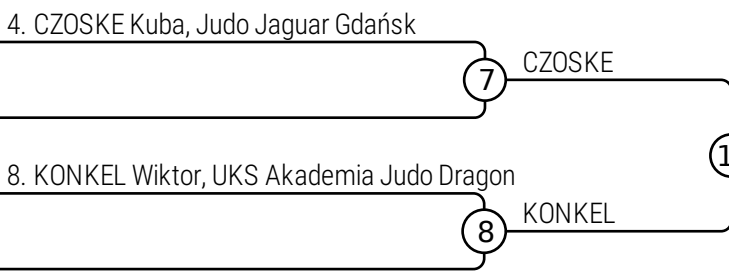 4. CZOSKE Kuba, Judo Jaguar Gdańsk
7
CZOSKE
8. KONKEL Wiktor, UKS Akademia Judo Dragon
8
KONKEL